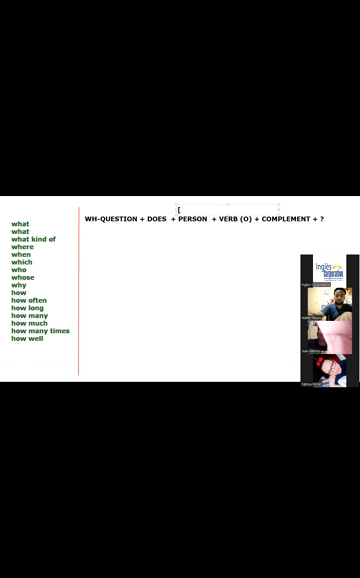 [
WH-QUESTION + DOES + PERSON + VERB (O) + COMPLEMENT + ?
what
what
what kind of
where
when
which
who
whose
why
how
how often
how long
how many
how much
how many times
how well
Inglés
corporativo